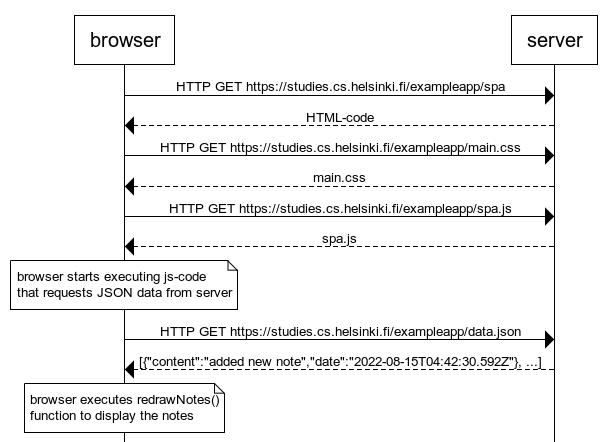 browser
server
HTTP GET https://studies.cs.helsinki.fi/exampleapp/spa
HTML-code
HTTP GET https://studies.cs.helsinki.fi/exampleapp/main.css
main.css
HTTP GET https://studies.cs.helsinki.fi/exampleapp/spa.js
spa.js
browser starts executing js-code
that requests JSON data from server
HTTP GET https://studies.cs.helsinki.fi/exampleapp/data.json
[{"content":"added new note","date":"2022-08-15T04:42:30.592Z"}, ...]
browser executes redrawNotes()
function to display the notes